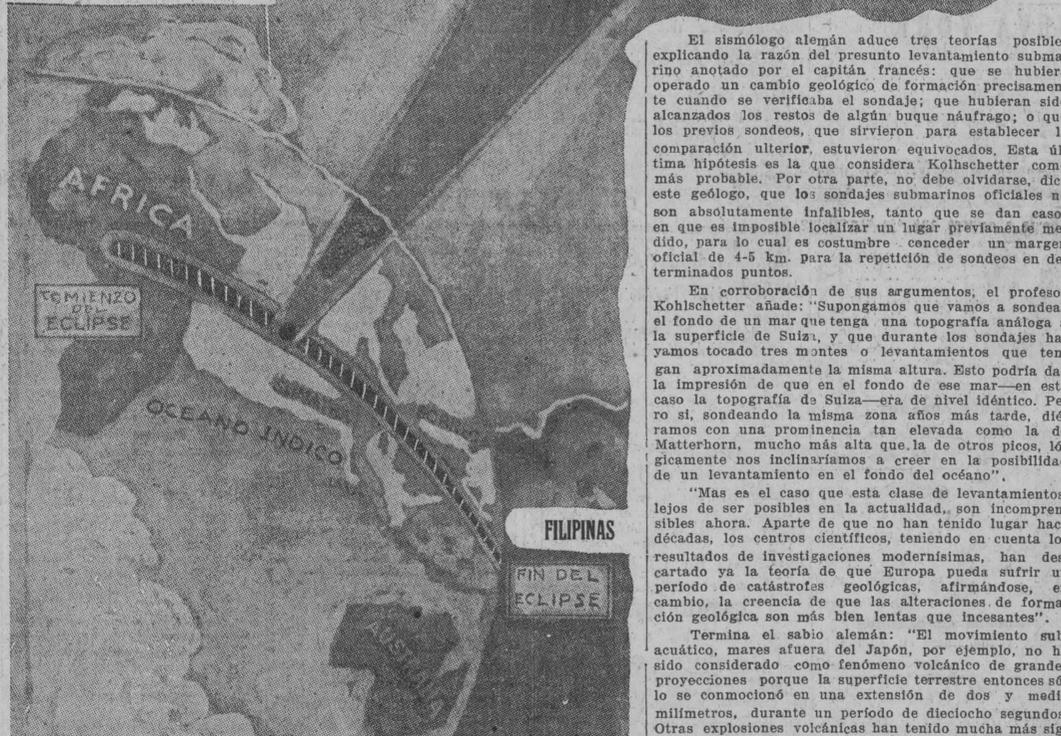 AFRICA
COMIENZO
DEL
ECLIPSE
OCEANO INDICO
SUMATRA
BORNEO
FILIPINAS
FIN DEL
ECLIPSE
AUSTRALIA
El sismólogo alemán aduce tres teorías posible
explicando la razón del presunto levantamiento subma
rino anotado por el capitán francés: que se hubier
operado un cambio geológico de formación precisamen
te cuando se verificaba el sondaje; que hubieran sid
alcanzados los restos de algún buque náufrago; o qu
los previos sondeos, que sirvieron para establecer l
comparación ulterior, estuvieron equivocados. Esta úl
tima hipótesis es la que considera Kolhschetter com
más probable. Por otra parte, no debe olvidarse, dic
este geólogo, que los sondajes submarinos oficiales n
son absolutamente infalibles, tanto que se dan caso
en que es imposible localizar un lugar previamente me
dido, para lo cual es costumbre conceder un marge
oficial de 4-5 km. para la repetición de sondeos en de
terminados puntos.
En corroboración de sus argumentos, el profeso
Kohlschetter añade: "Supongamos que vamos a sondea
el fondo de un mar que tenga una topografía análoga
la superficie de Suiza, y que durante los sondajes ha
yamos tocado tres montes o levantamientos que ten
gan aproximadamente la misma altura. Esto podría da
la impresión de que en el fondo de ese mar—en est
caso la topografía de Suiza—era de nivel idéntico. Pe
ro si, sondeando la misma zona años más tarde, dié
ramos con una prominencia tan elevada como la d
Matterhorn, mucho más alta que la de otros picos, ló
gicamente nos inclinaríamos a creer en la posibilida
de un levantamiento en el fondo del océano".
"Mas es el caso que esta clase de levantamientos
lejos de ser posibles en la actualidad, son incompren
sibles ahora. Aparte de que no han tenido lugar hac
décadas, los centros científicos, teniendo en cuenta lo
resultados de investigaciones modernísimas, han des
cartado ya la teoría de que Europa pueda sufrir u
período de catástrofes geológicas, afirmándose, e
cambio, la creencia de que las alteraciones de forma
ción geológica son más bien lentas que incesantes".
Termina el sabio alemán: "El movimiento sub
acuático, mares afuera del Japón, por ejemplo, no h
sido considerado como fenómeno volcánico de grande
proyecciones porque la superficie terrestre entonces só
lo se conmocionó en una extensión de dos y medi
milímetros, durante un período de dieciocho segundos
Otras explosiones volcánicas han tenido mucha más sig